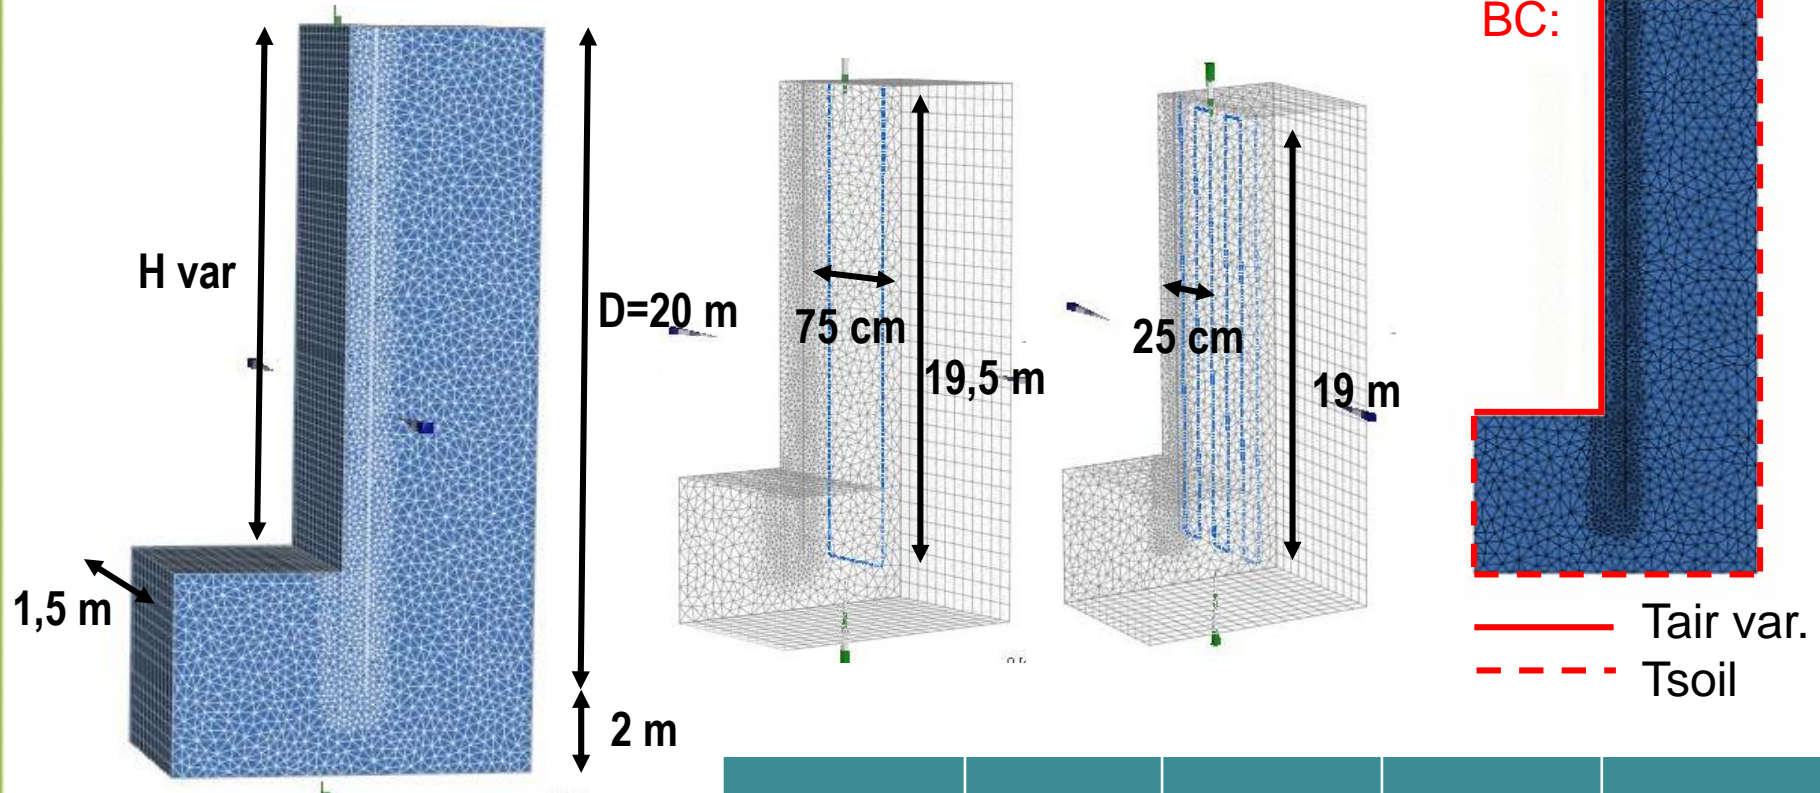 BC:
H var
D=20 m
75 cm
19,5 m
25 cm
19 m
1,5 m
2 m
Tair var.
Tsoil